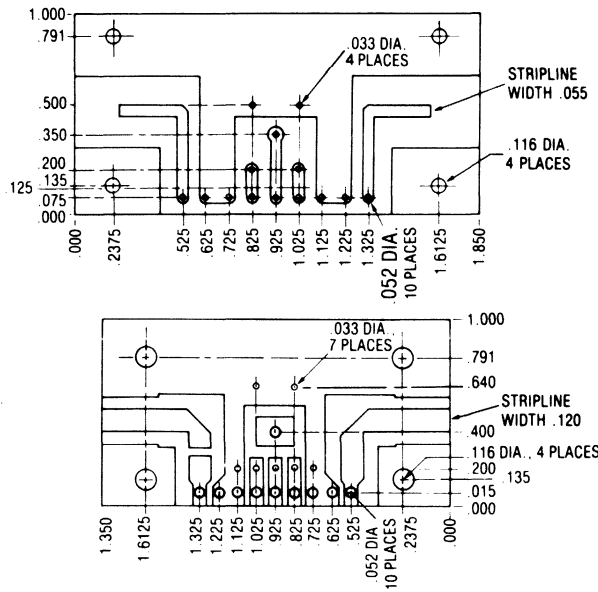 1.000
.791
.033 DIA.
4 PLACES
STRIPLINE
WIDTH .055
.500
.350
.116 DIA.
4 PLACES
.200
.135
.125
.075
.000
.000
.2375
.525
.625
.725
.825
.925
1.025
1.125
1.225
1.325
.052 DIA.
10 PLACES
1.6125
1.850
1.000
.033 DIA.
7 PLACES
.791
.640
STRIPLINE
WIDTH .120
.400
.116 DIA., 4 PLACES
.200
.135
.015
.000
1.350
1.6125
1.325
1.225
1.125
1.025
.925
.825
.725
.625
.525
.052 DIA
10 PLACES
.2375
.000